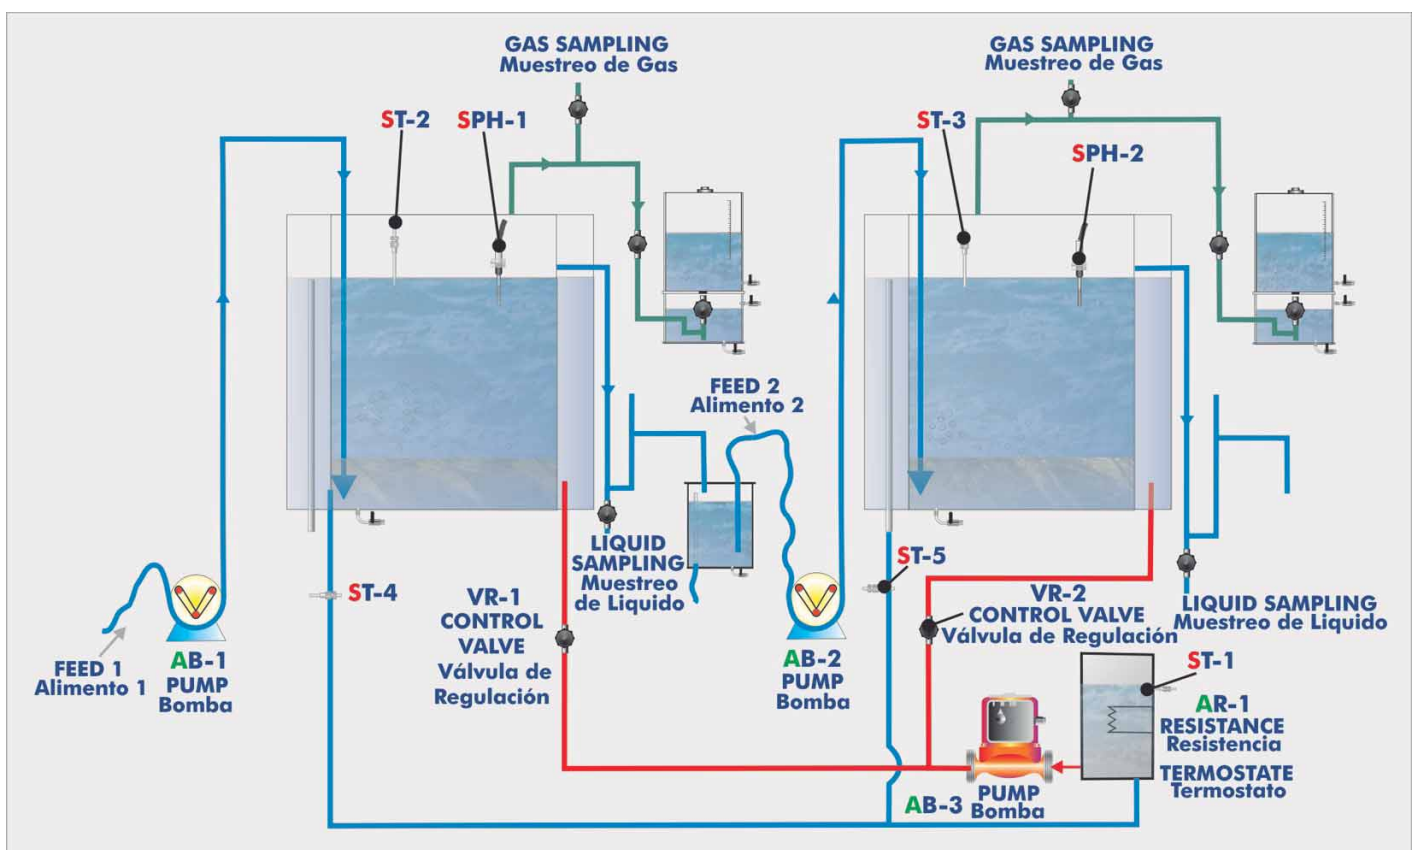 GAS SAMPLING
Muestreo de Gas
GAS SAMPLING
Muestreo de Gas
ST-2
SPH-1
ST-3
SPH-2
FEED 2
Alimento 2
LIQUID
SAMPLING
Muestreo
de Liquido
ST-4
ST-5
VR-1
CONTROL
VALVE
Válvula de
Regulación
VR-2
CONTROL VALVE
Válvula de Regulación
LIQUID SAMPLING
Muestreo de Liquido
FEED 1
Alimento 1
AB-1
PUMP
Bomba
AB-2
PUMP
Bomba
ST-1
AR-1
RESISTANCE
Resistencia
TERMOSTATE
Termostato
AB-3
PUMP
Bomba